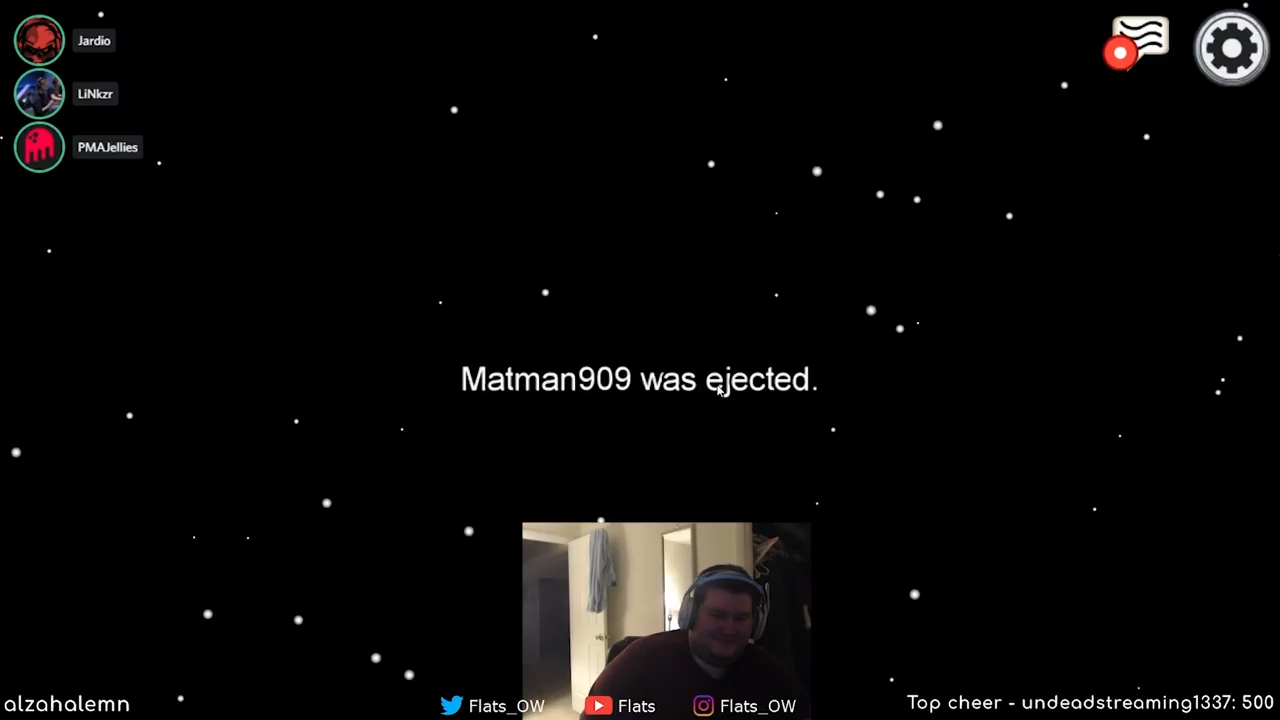 Jardio
LiNkzr
PMAJellies
Matman909 was ejected.
alzahalemn
Flats_OW
Flats
Flats_OW
Top cheer - undeadstreaming1337: 500